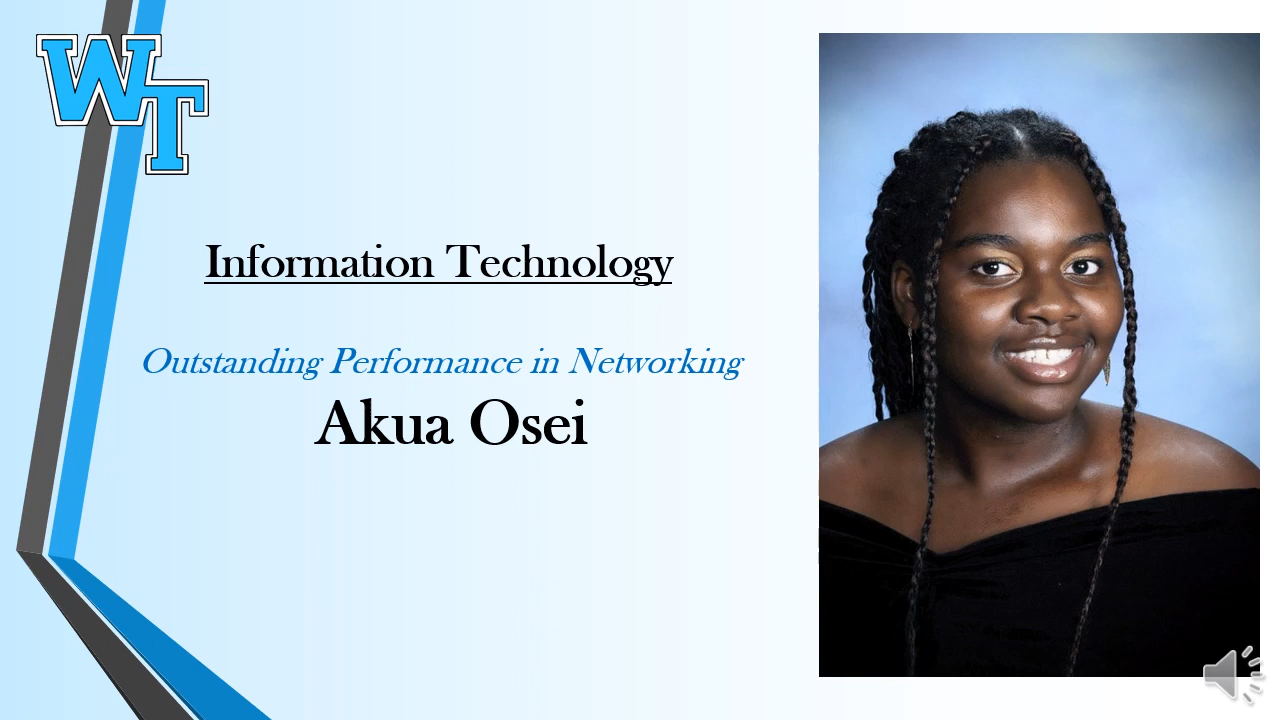 WT
Information Technology
Outstanding Performance in Networking
Akua Osei